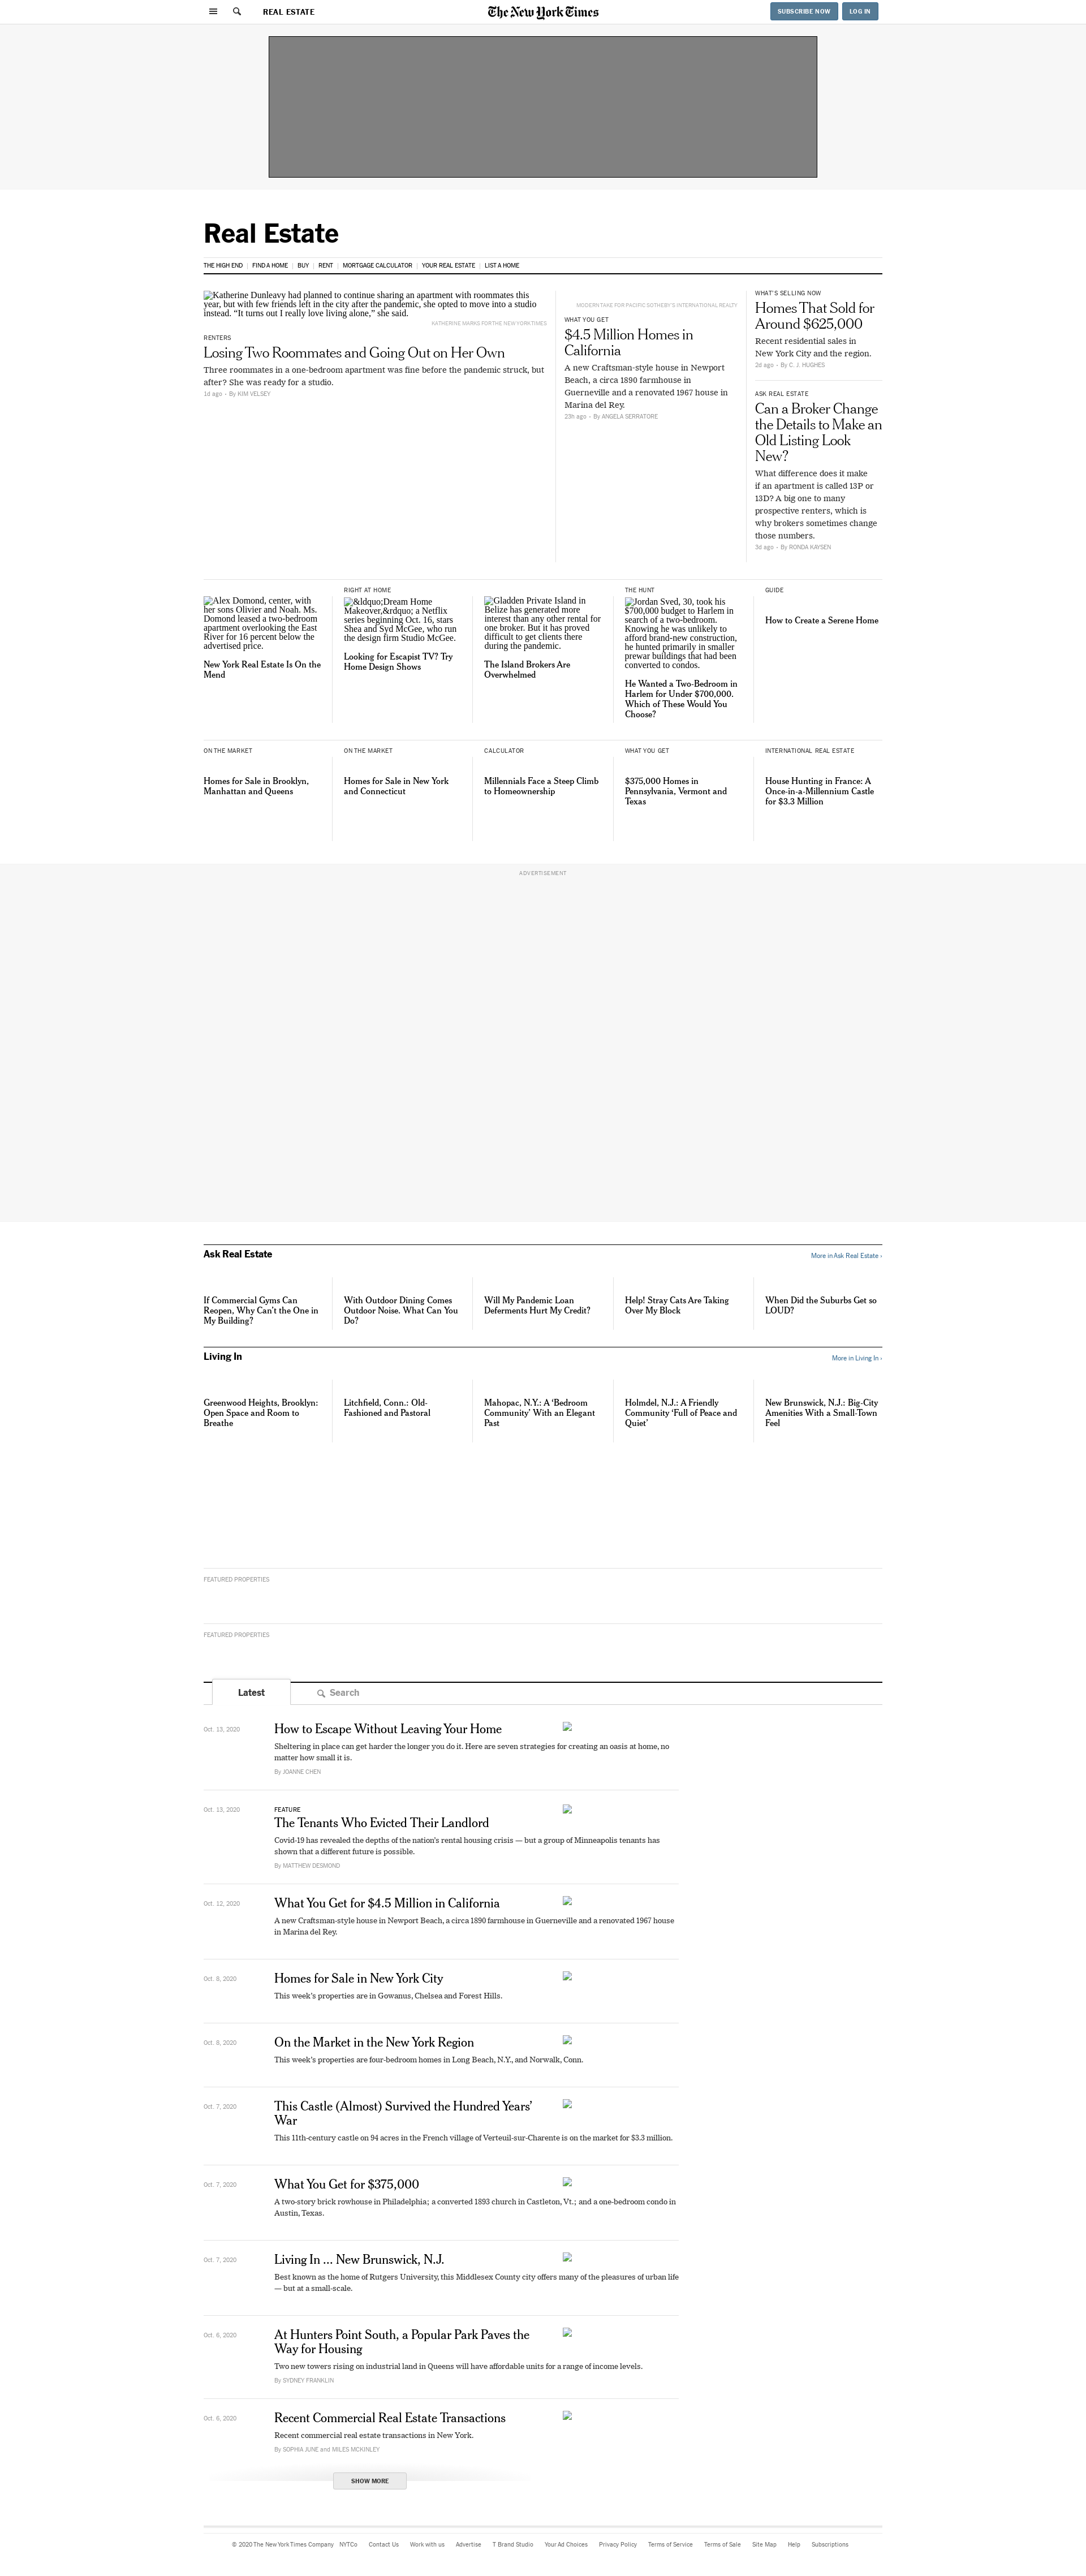 REAL ESTATE
The New York Times
SUBSCRIBE NOW
LOG IN
Real Estate
THE HIGH END | FIND A HOME | BUY | RENT | MORTGAGE CALCULATOR | YOUR REAL ESTATE | LIST A HOME
Katherine Dunleavy had planned to continue sharing an apartment with roommates this
year, but with few friends left in the city after the pandemic, she opted to move into a studio
instead. “It turns out I really love living alone,” she said.
KATHERINE MARKS FOR THE NEW YORK TIMES
RENTERS
Losing Two Roommates and Going Out on Her Own
Three roommates in a one-bedroom apartment was fine before the pandemic struck, but
after? She was ready for a studio.
1d ago - By KIM VELSEY
MODERN TAKE FOR PACIFIC SOTHEBY'S INTERNATIONAL REALTY
WHAT YOU GET
$4.5 Million Homes in
California
A new Craftsman-style house in Newport
Beach, a circa 1890 farmhouse in
Guerneville and a renovated 1967 house in
Marina del Rey.
23h ago - By ANGELA SERRATORE
WHAT'S SELLING NOW
Homes That Sold for
Around $625,000
Recent residential sales in
New York City and the region.
2d ago - By C. J. HUGHES
ASK REAL ESTATE
Can a Broker Change
the Details to Make an
Old Listing Look
New?
What difference does it make
if an apartment is called 13P or
13D? A big one to many
prospective renters, which is
why brokers sometimes change
those numbers.
3d ago - By RONDA KAYSEN
Alex Domond, center, with
her sons Olivier and Noah. Ms.
Domond leased a two-bedroom
apartment overlooking the East
River for 16 percent below the
advertised price.
New York Real Estate Is On the
Mend
RIGHT AT HOME
&ldquo;Dream Home
Makeover,&rdquo; a Netflix
series beginning Oct. 16, stars
Shea and Syd McGee, who run
the design firm Studio McGee.
Looking for Escapist TV? Try
Home Design Shows
Gladden Private Island in
Belize has generated more
interest than any other rental for
one broker. But it has proved
difficult to get clients there
during the pandemic.
The Island Brokers Are
Overwhelmed
THE HUNT
Jordan Sved, 30, took his
$700,000 budget to Harlem in
search of a two-bedroom.
Knowing he was unlikely to
afford brand-new construction,
he hunted primarily in smaller
prewar buildings that had been
converted to condos.
He Wanted a Two-Bedroom in
Harlem for Under $700,000.
Which of These Would You
Choose?
GUIDE
How to Create a Serene Home
ON THE MARKET
Homes for Sale in Brooklyn,
Manhattan and Queens
ON THE MARKET
Homes for Sale in New York
and Connecticut
CALCULATOR
Millennials Face a Steep Climb
to Homeownership
WHAT YOU GET
$375,000 Homes in
Pennsylvania, Vermont and
Texas
INTERNATIONAL REAL ESTATE
House Hunting in France: A
Once-in-a-Millennium Castle
for $3.3 Million
ADVERTISEMENT
Ask Real Estate
More in Ask Real Estate ›
If Commercial Gyms Can
Reopen, Why Can't the One in
My Building?
With Outdoor Dining Comes
Outdoor Noise. What Can You
Do?
Will My Pandemic Loan
Deferments Hurt My Credit?
Help! Stray Cats Are Taking
Over My Block
When Did the Suburbs Get so
LOUD?
Living In
More in Living In ›
Greenwood Heights, Brooklyn:
Open Space and Room to
Breathe
Litchfield, Conn.: Old-
Fashioned and Pastoral
Mahopac, N.Y.: A ‘Bedroom
Community’ With an Elegant
Past
Holmdel, N.J.: A Friendly
Community ‘Full of Peace and
Quiet’
New Brunswick, N.J.: Big-City
Amenities With a Small-Town
Feel
FEATURED PROPERTIES
FEATURED PROPERTIES
Latest
Search
Oct. 13, 2020
How to Escape Without Leaving Your Home
Sheltering in place can get harder the longer you do it. Here are seven strategies for creating an oasis at home, no
matter how small it is.
By JOANNE CHEN
Oct. 13, 2020
FEATURE
The Tenants Who Evicted Their Landlord
Covid-19 has revealed the depths of the nation's rental housing crisis — but a group of Minneapolis tenants has
shown that a different future is possible.
By MATTHEW DESMOND
Oct. 12, 2020
What You Get for $4.5 Million in California
A new Craftsman-style house in Newport Beach, a circa 1890 farmhouse in Guerneville and a renovated 1967 house
in Marina del Rey.
Oct. 8, 2020
Homes for Sale in New York City
This week's properties are in Gowanus, Chelsea and Forest Hills.
Oct. 8, 2020
On the Market in the New York Region
This week's properties are four-bedroom homes in Long Beach, N.Y., and Norwalk, Conn.
Oct. 7, 2020
This Castle (Almost) Survived the Hundred Years’
War
This 11th-century castle on 94 acres in the French village of Verteuil-sur-Charente is on the market for $3.3 million.
Oct. 7, 2020
What You Get for $375,000
A two-story brick rowhouse in Philadelphia; a converted 1893 church in Castleton, Vt.; and a one-bedroom condo in
Austin, Texas.
Oct. 7, 2020
Living In ... New Brunswick, N.J.
Best known as the home of Rutgers University, this Middlesex County city offers many of the pleasures of urban life
— but at a small-scale.
Oct. 6, 2020
At Hunters Point South, a Popular Park Paves the
Way for Housing
Two new towers rising on industrial land in Queens will have affordable units for a range of income levels.
By SYDNEY FRANKLIN
Oct. 6, 2020
Recent Commercial Real Estate Transactions
Recent commercial real estate transactions in New York.
By SOPHIA JUNE and MILES MCKINLEY
SHOW MORE
© 2020 The New York Times Company NYTCo Contact Us Work with us Advertise T Brand Studio Your Ad Choices Privacy Policy Terms of Service Terms of Sale Site Map Help Subscriptions